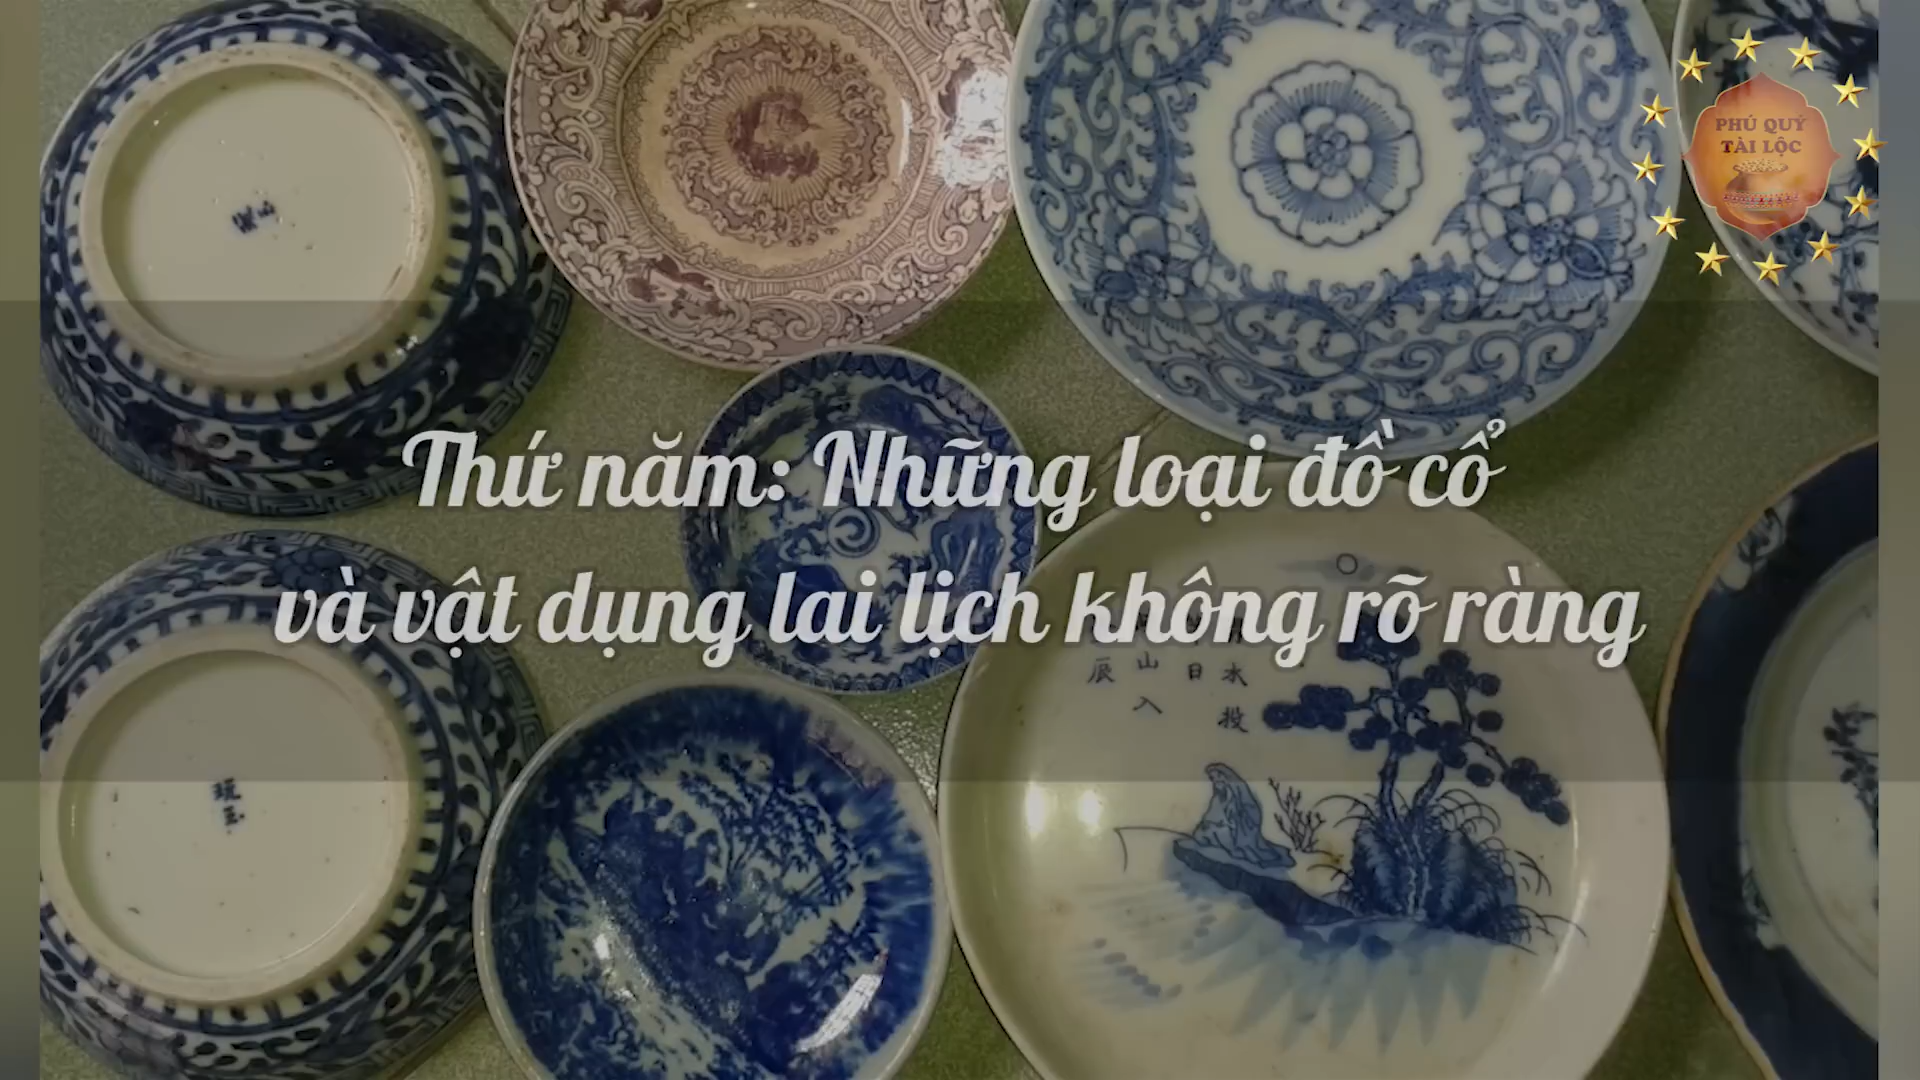 PHÚ QUÝ
TÀI LỘC
Thứ năm: Những loại đồ cổ
và vật dụng lai lịch không rõ ràng
辰
山
入
日
水
投